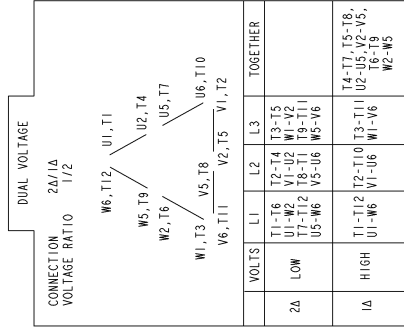 DUAL VOLTAGE
CONNECTION 2Δ/1Δ
VOLTAGE RATIO 1/2
W6,T12 U1,T1
W5,T9 U2,T4
W2,T6 U5,T7
W1,T3 V5,T8 U6,T10
V6,T11 V2,T5 V1,T2
VOLTS L1 L2 L3 TOGETHER
2Δ LOW
T1-T6 T2-T4 T3-T5
U1-W2 V1-U2 W1-V2
T7-T12 T8-T1 T9-T11
U5-W6 V5-U6 W5-V6
1Δ HIGH
T1-T12 T2-T10 T3-T11
U1-W6 V1-U6 W1-V6
T4-T7,T5-T8,
U2-U5,V2-V5,
T6-T9
W2-W5